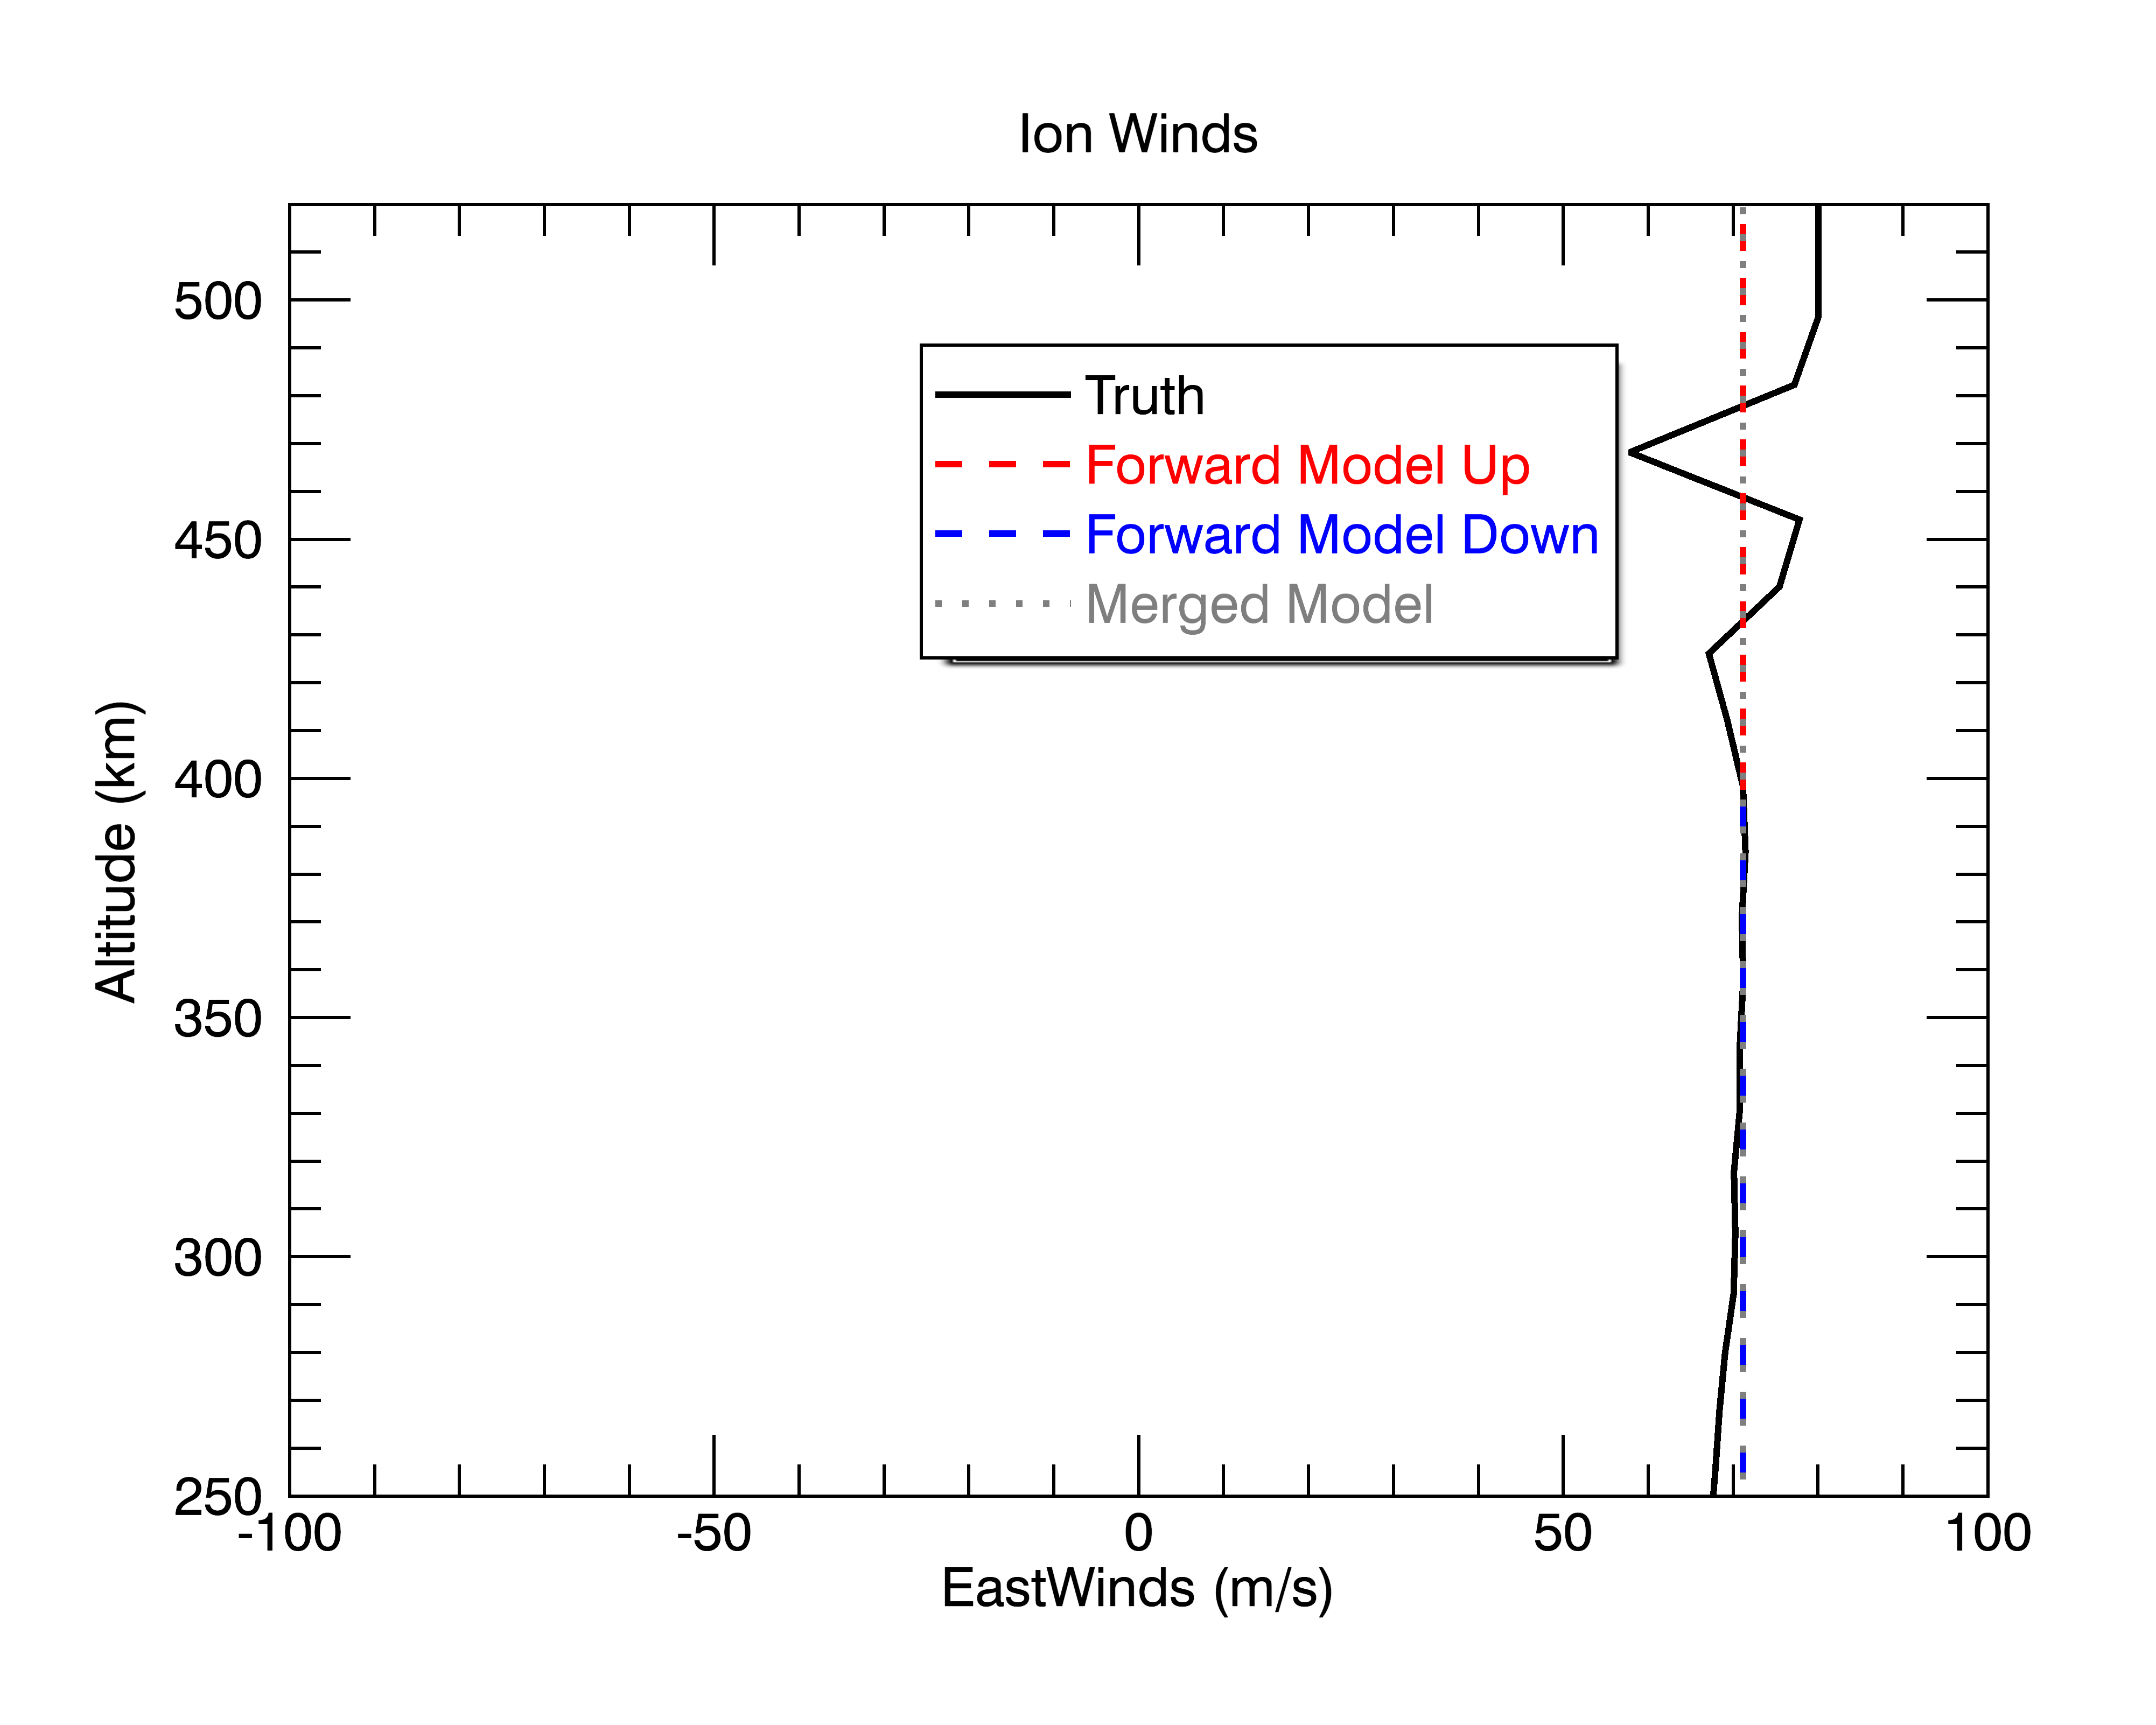 Ion Winds
Truth
Forward Model Up
Forward Model Down
Merged Model
Altitude (km)
500
450
400
350
300
250
-100
-50
0
50
100
EastWinds (m/s)